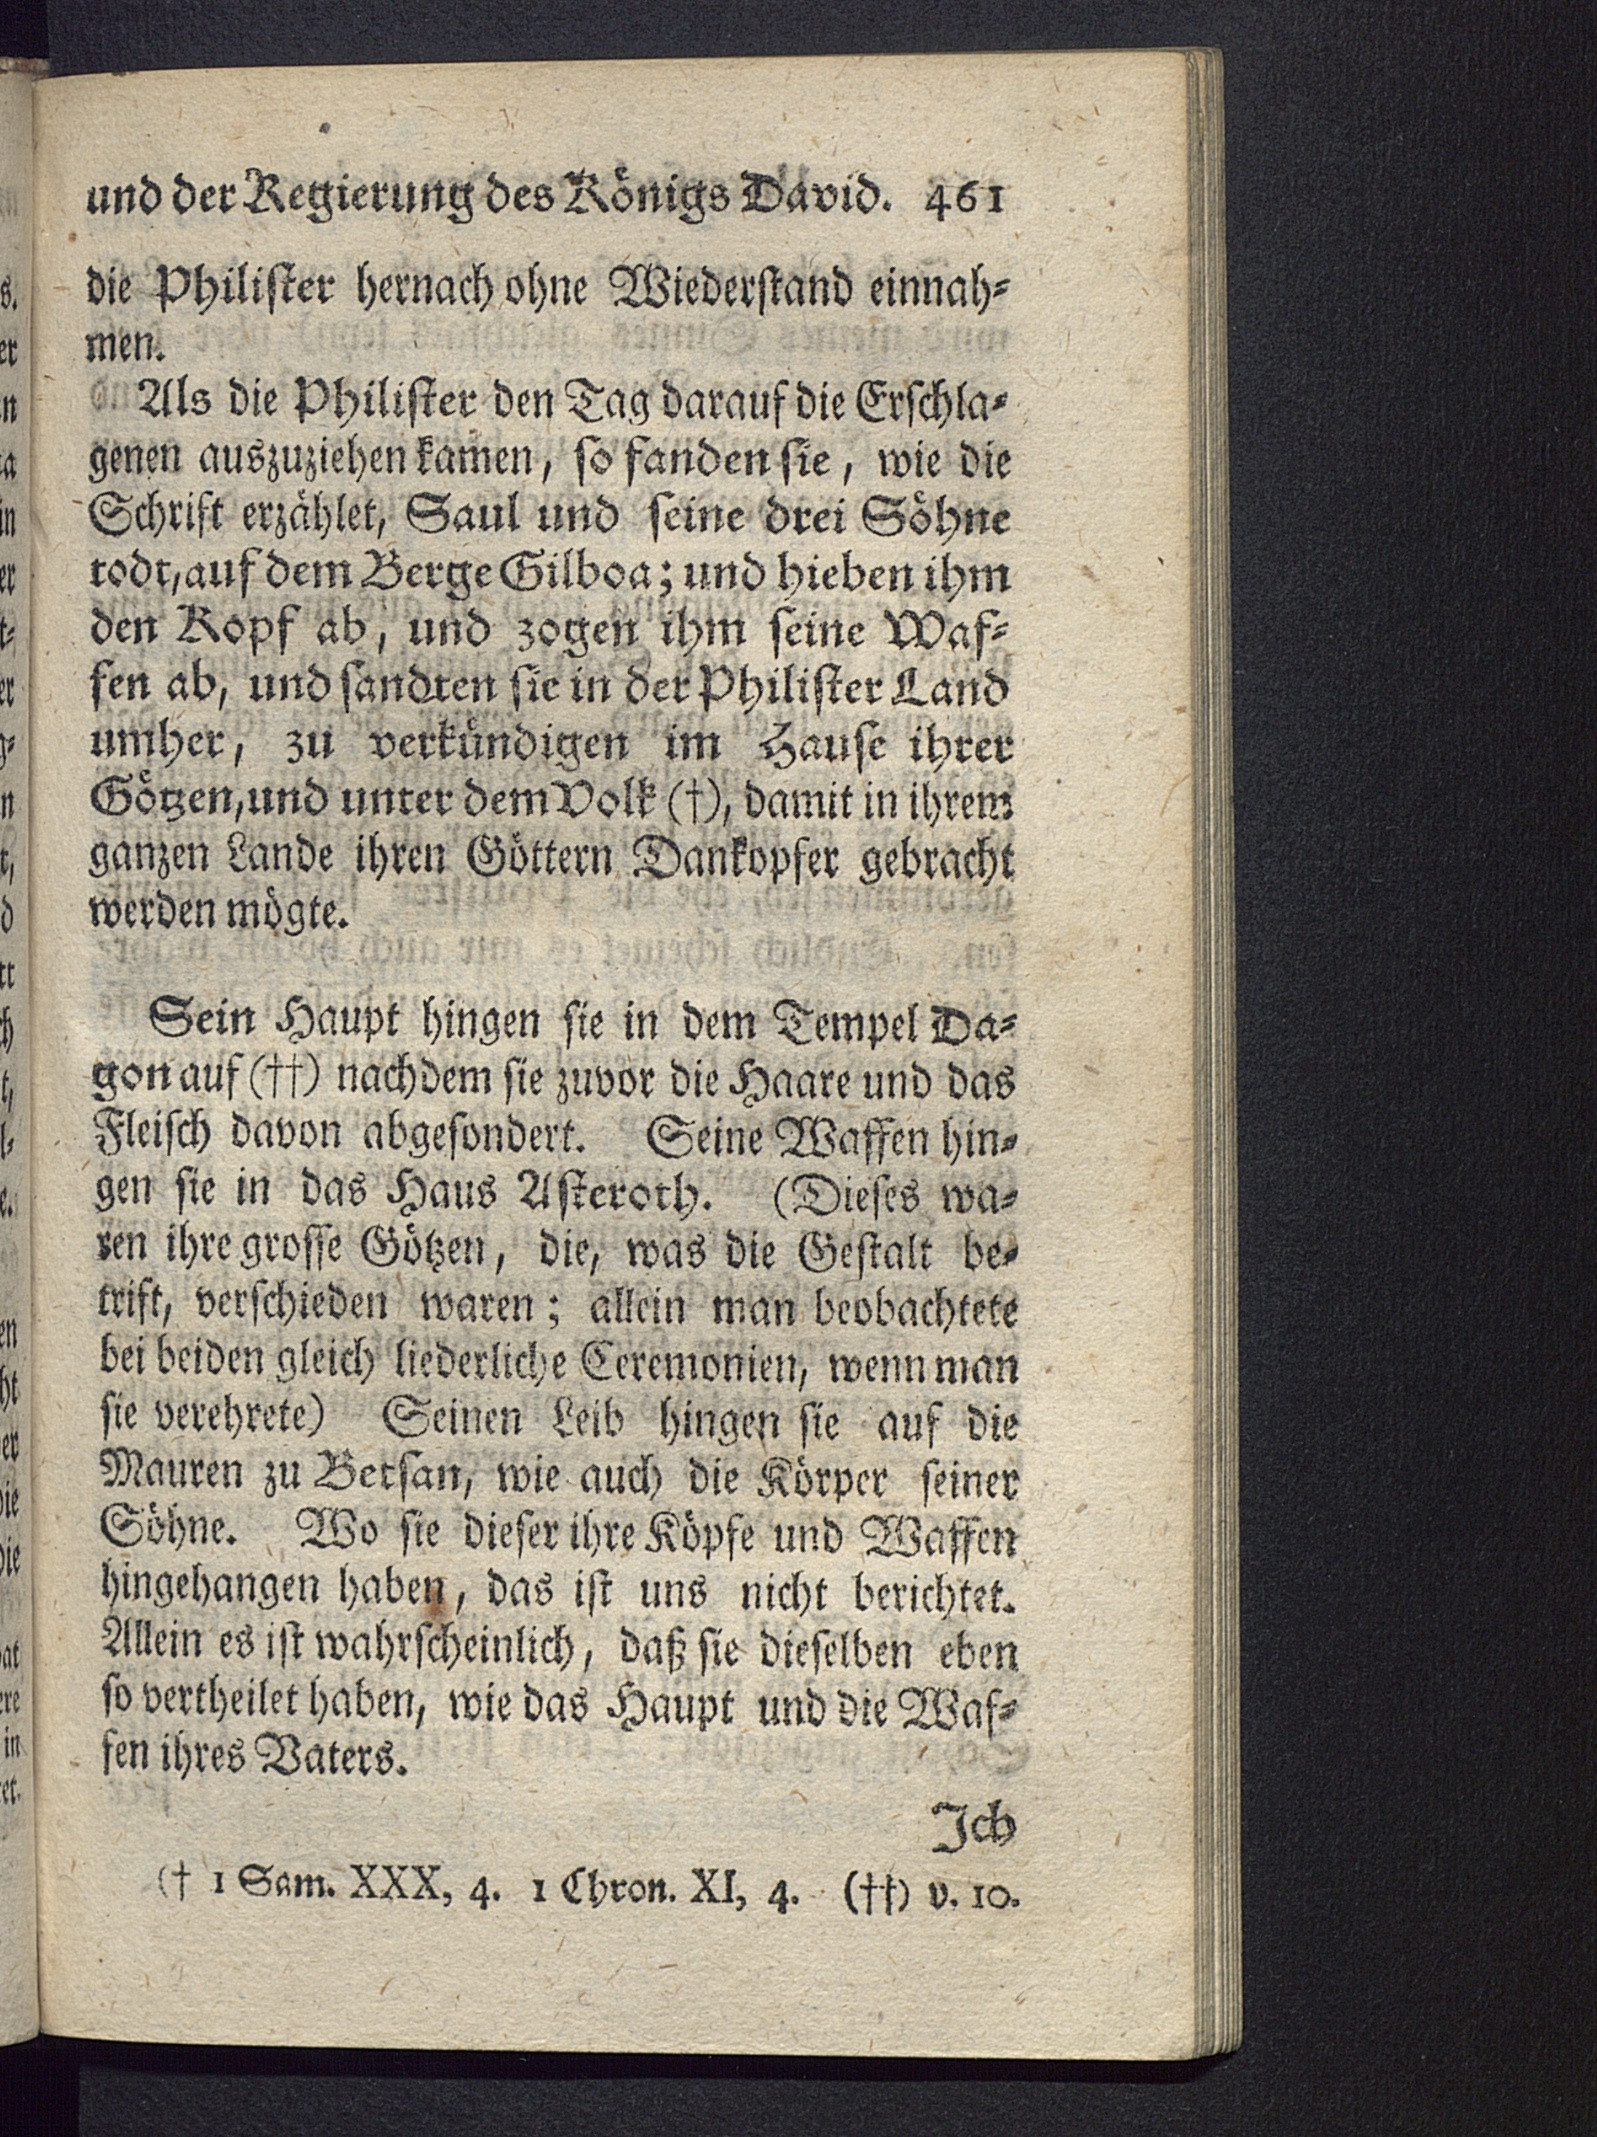 und der Regierung des Königs David. 461
die Philister hernach ohne Wiederstand einnah-
men.
Als die Philister den Tag darauf die Erschla-
genen auszuziehen kamen, so fanden sie, wie die
Schrift erzählet, Saul und seine drei Söhne
todt, auf dem Berge Gilboa; und hieben ihm
den Kopf ab, und zogen ihm seine Waf-
fen ab, und sandten sie in der Philister Land
umher, zu verkündigen im Hause ihrer
Götzen, und unter dem Volk (†), damit in ihrem
ganzen Lande ihren Göttern Dankopfer gebracht
werden mögte.
Sein Haupt hingen sie in dem Tempel Da-
gon auf (††) nachdem sie zuvor die Haare und das
Fleisch davon abgesondert. Seine Waffen hin-
gen sie in das Haus Asteroth. (Dieses wa-
ren ihre grosse Götzen, die, was die Gestalt be-
trift, verschieden waren; allein man beobachtete
bei beiden gleich liederliche Ceremonien, wenn man
sie verehrete) Seinen Leib hingen sie auf die
Mauren zu Betsan, wie auch die Körper seiner
Söhne. Wo sie dieser ihre Köpfe und Waffen
hingehangen haben, das ist uns nicht berichtet.
Allein es ist wahrscheinlich, daß sie dieselben eben
so vertheilet haben, wie das Haupt und die Waf-
fen ihres Vaters.
Ich
(† 1 Sam. XXX, 4. 1 Chron. XI, 4. (††) v. 10.